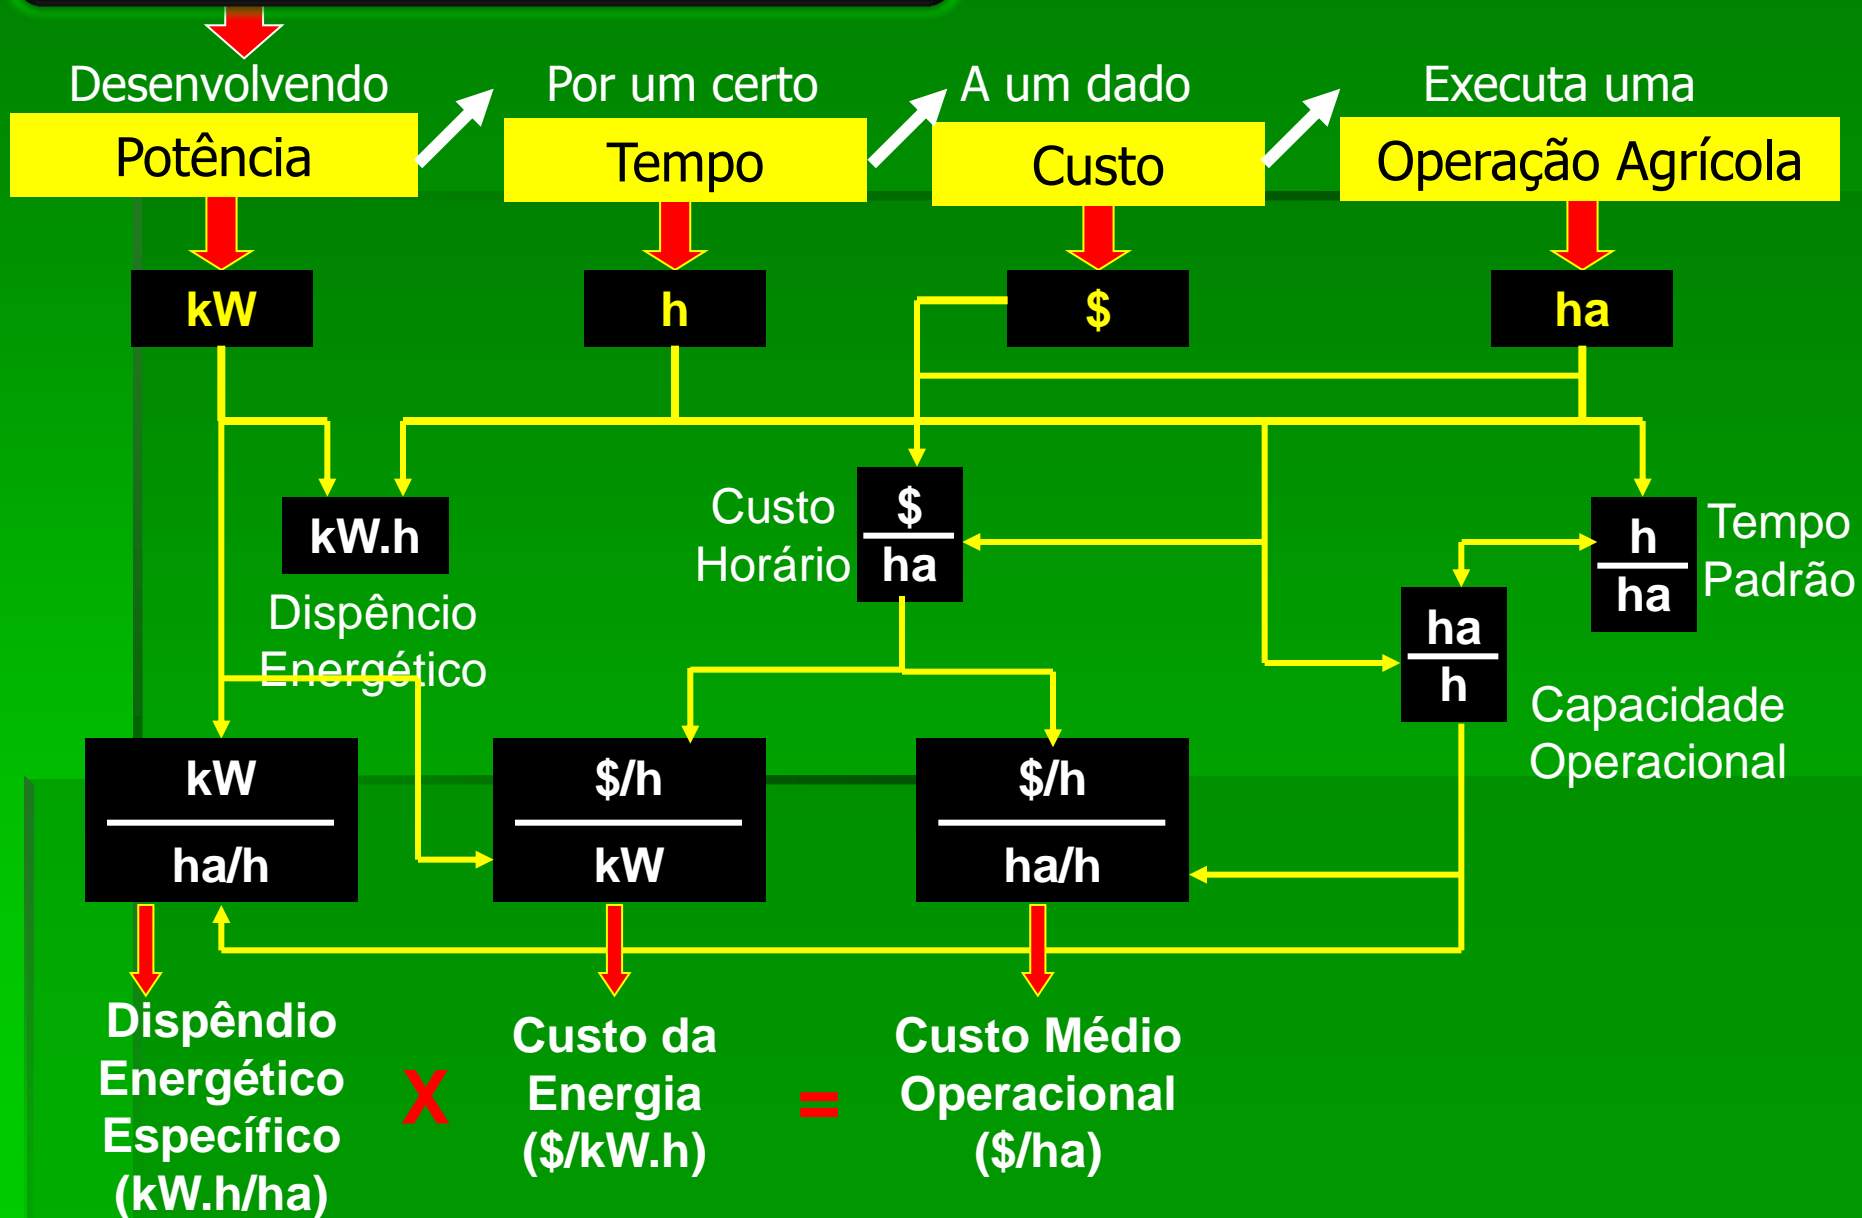 Desenvolvendo
Potência
Por um certo
Tempo
A um dado
Custo
Executa uma
Operação Agrícola
kW
h
$
ha
kW.h
Dispêncio
Energético
Custo
Horário
$
ha
h
ha
Tempo
Padrão
ha
h
Capacidade
Operacional
kW
ha/h
$/h
kW
$/h
ha/h
Dispêndio
Energético
Específico
(kW.h/ha)
X
Custo da
Energia
($/kW.h)
=
Custo Médio
Operacional
($/ha)